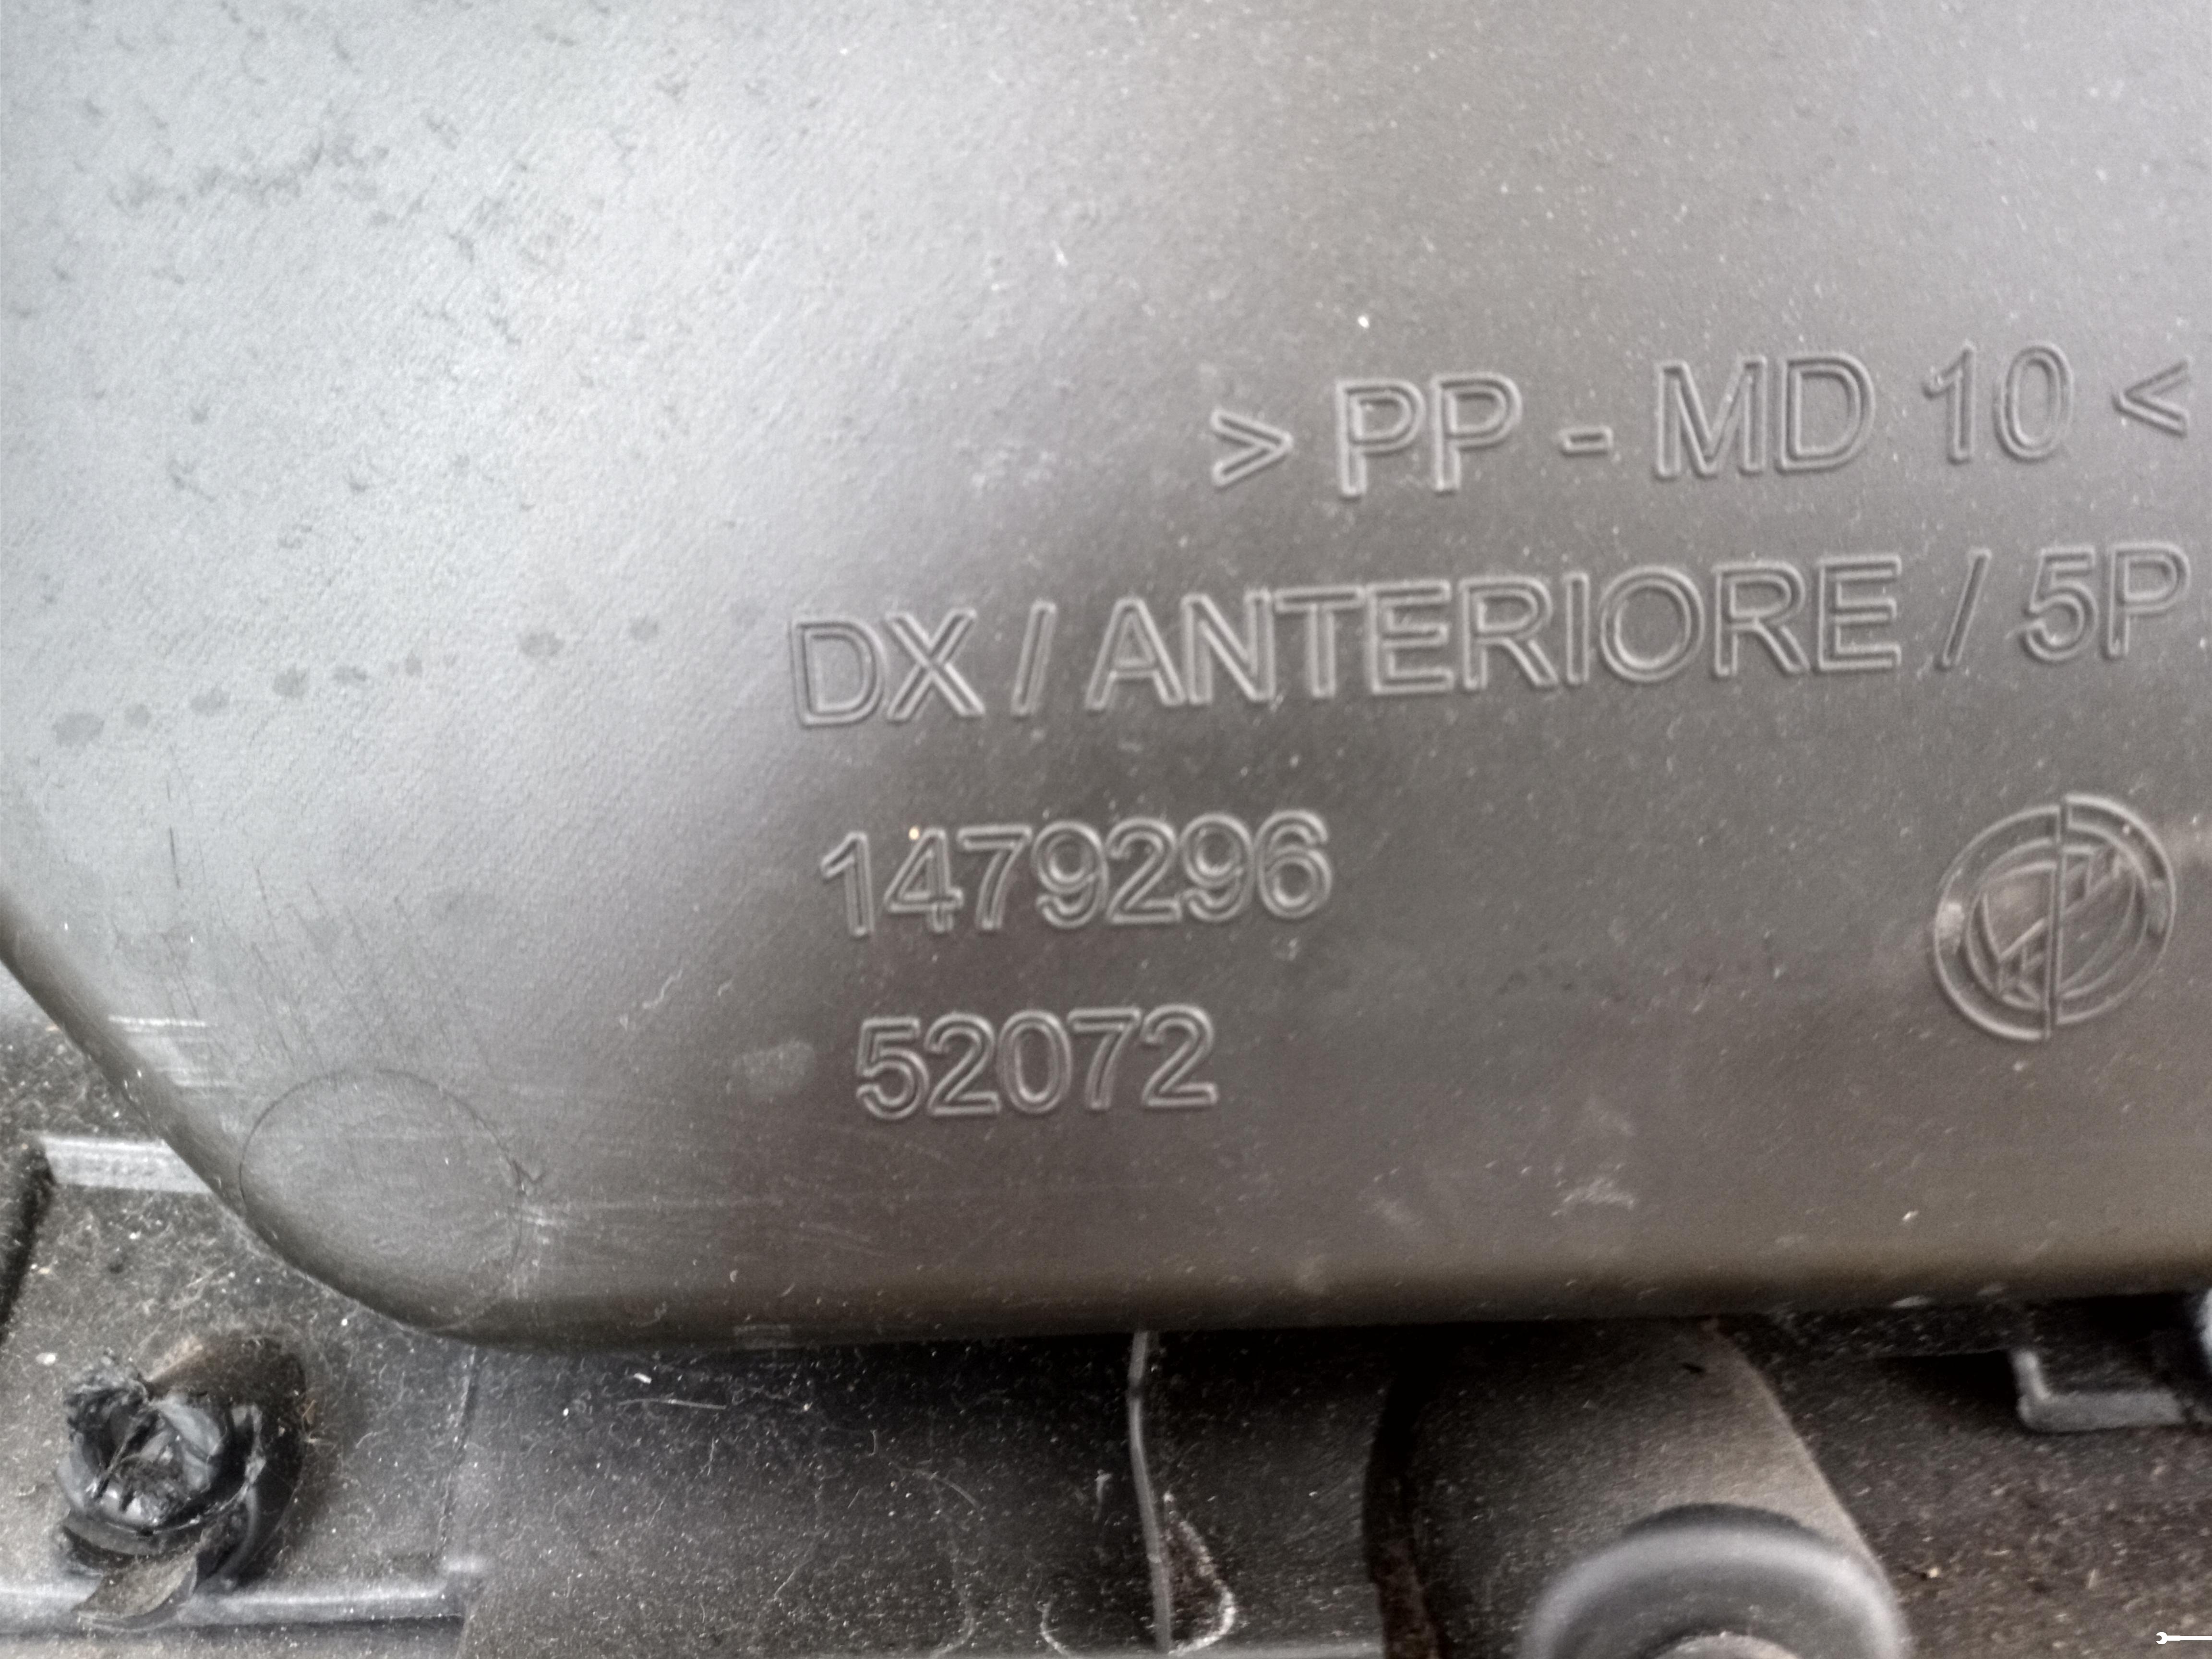 > PP - MD 10 <
DX / ANTERIORE / 5P
1479296
52072